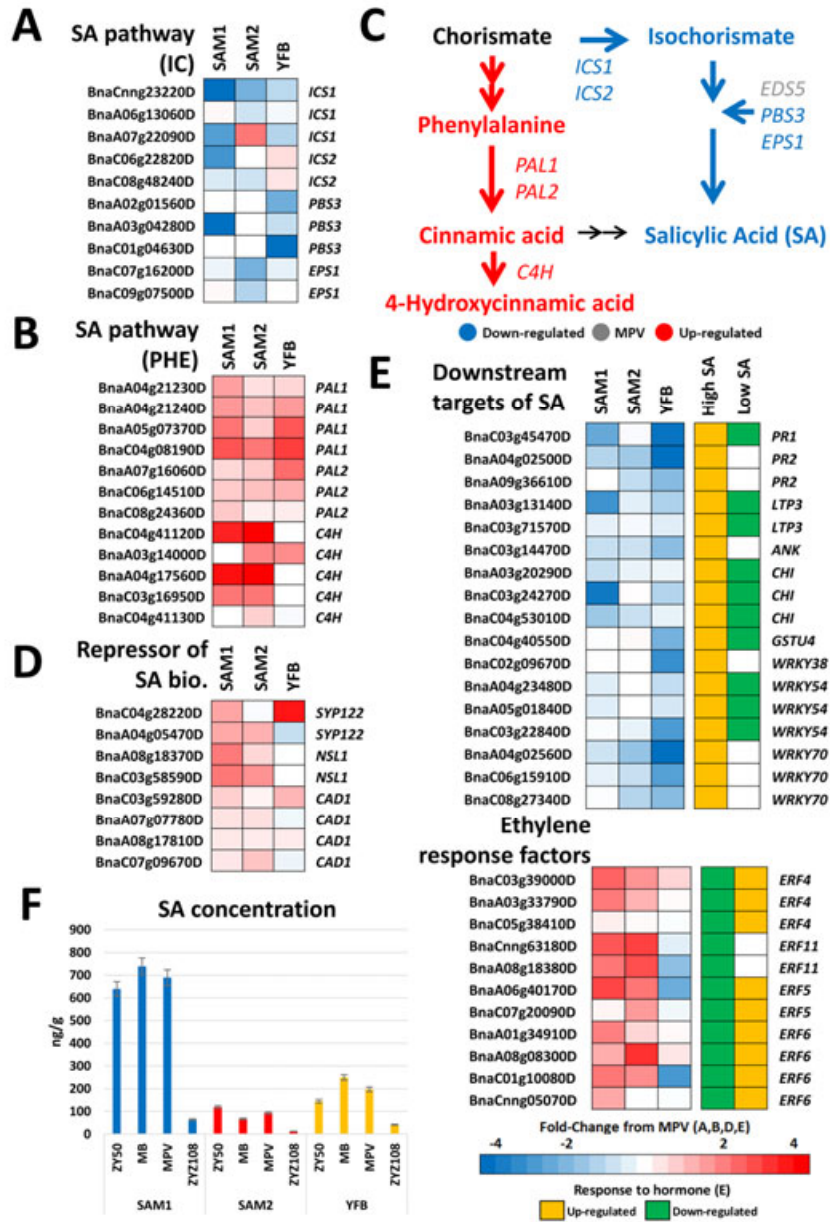 A
SA pathway
(IC)
SAM1
SAM2
YFB
BnaCnng23220D ICS1
BnaA06g13060D ICS1
BnaA07g22090D ICS1
BnaC06g22820D ICS2
BnaC08g48240D ICS2
BnaA02g01560D PBS3
BnaA03g04280D PBS3
BnaC01g04630D PBS3
BnaC07g16200D EPS1
BnaC09g07500D EPS1
B
SA pathway
(PHE)
SAM1
SAM2
YFB
BnaA04g21230D PAL1
BnaA04g21240D PAL1
BnaA05g07370D PAL1
BnaC04g08190D PAL1
BnaA07g16060D PAL2
BnaC06g14510D PAL2
BnaC08g24360D PAL2
BnaC04g41120D C4H
BnaA03g14000D C4H
BnaA04g17560D C4H
BnaC03g16950D C4H
BnaC04g41130D C4H
C
Chorismate
Isochorismate
ICS1
ICS2
EDS5
PBS3
EPS1
Phenylalanine
PAL1
PAL2
Cinnamic acid
Salicylic Acid (SA)
C4H
4-Hydroxycinnamic acid
Down-regulated MPV Up-regulated
D
Repressor of
SA bio.
SAM1
SAM2
YFB
BnaC04g28220D SYP122
BnaA04g05470D SYP122
BnaA08g18370D NSL1
BnaC03g58590D NSL1
BnaC03g59280D CAD1
BnaA07g07780D CAD1
BnaA08g17810D CAD1
BnaC07g09670D CAD1
E
Downstream
targets of SA
SAM1
SAM2
YFB
High SA
Low SA
BnaC03g45470D PR1
BnaA04g02500D PR2
BnaA09g36610D PR2
BnaA03g13140D LTP3
BnaC03g71570D LTP3
BnaC03g14470D ANK
BnaA03g20290D CHI
BnaC03g24270D CHI
BnaC04g53010D CHI
BnaC04g40550D GSTU4
BnaC02g09670D WRKY38
BnaA04g23480D WRKY54
BnaA05g01840D WRKY54
BnaC03g22840D WRKY54
BnaA04g02560D WRKY70
BnaC06g15910D WRKY70
BnaC08g27340D WRKY70
Ethylene
response factors
BnaC03g39000D ERF4
BnaA03g33790D ERF4
BnaC05g38410D ERF4
BnaCnng63180D ERF11
BnaA08g18380D ERF11
BnaA06g40170D ERF5
BnaC07g20090D ERF5
BnaA01g34910D ERF6
BnaA08g08300D ERF6
BnaC01g10080D ERF6
BnaCnng05070D ERF6
Fold-Change from MPV (A,B,D,E)
-4 -2 0 2 4
Response to hormone (E)
Up-regulated Down-regulated
F
SA concentration
ng/g
900
800
700
600
500
400
300
200
100
0
ZY50 MB MPV ZYZ108 ZY50 MB MPV ZYZ108 ZY50 MB MPV ZYZ108
SAM1 SAM2 YFB